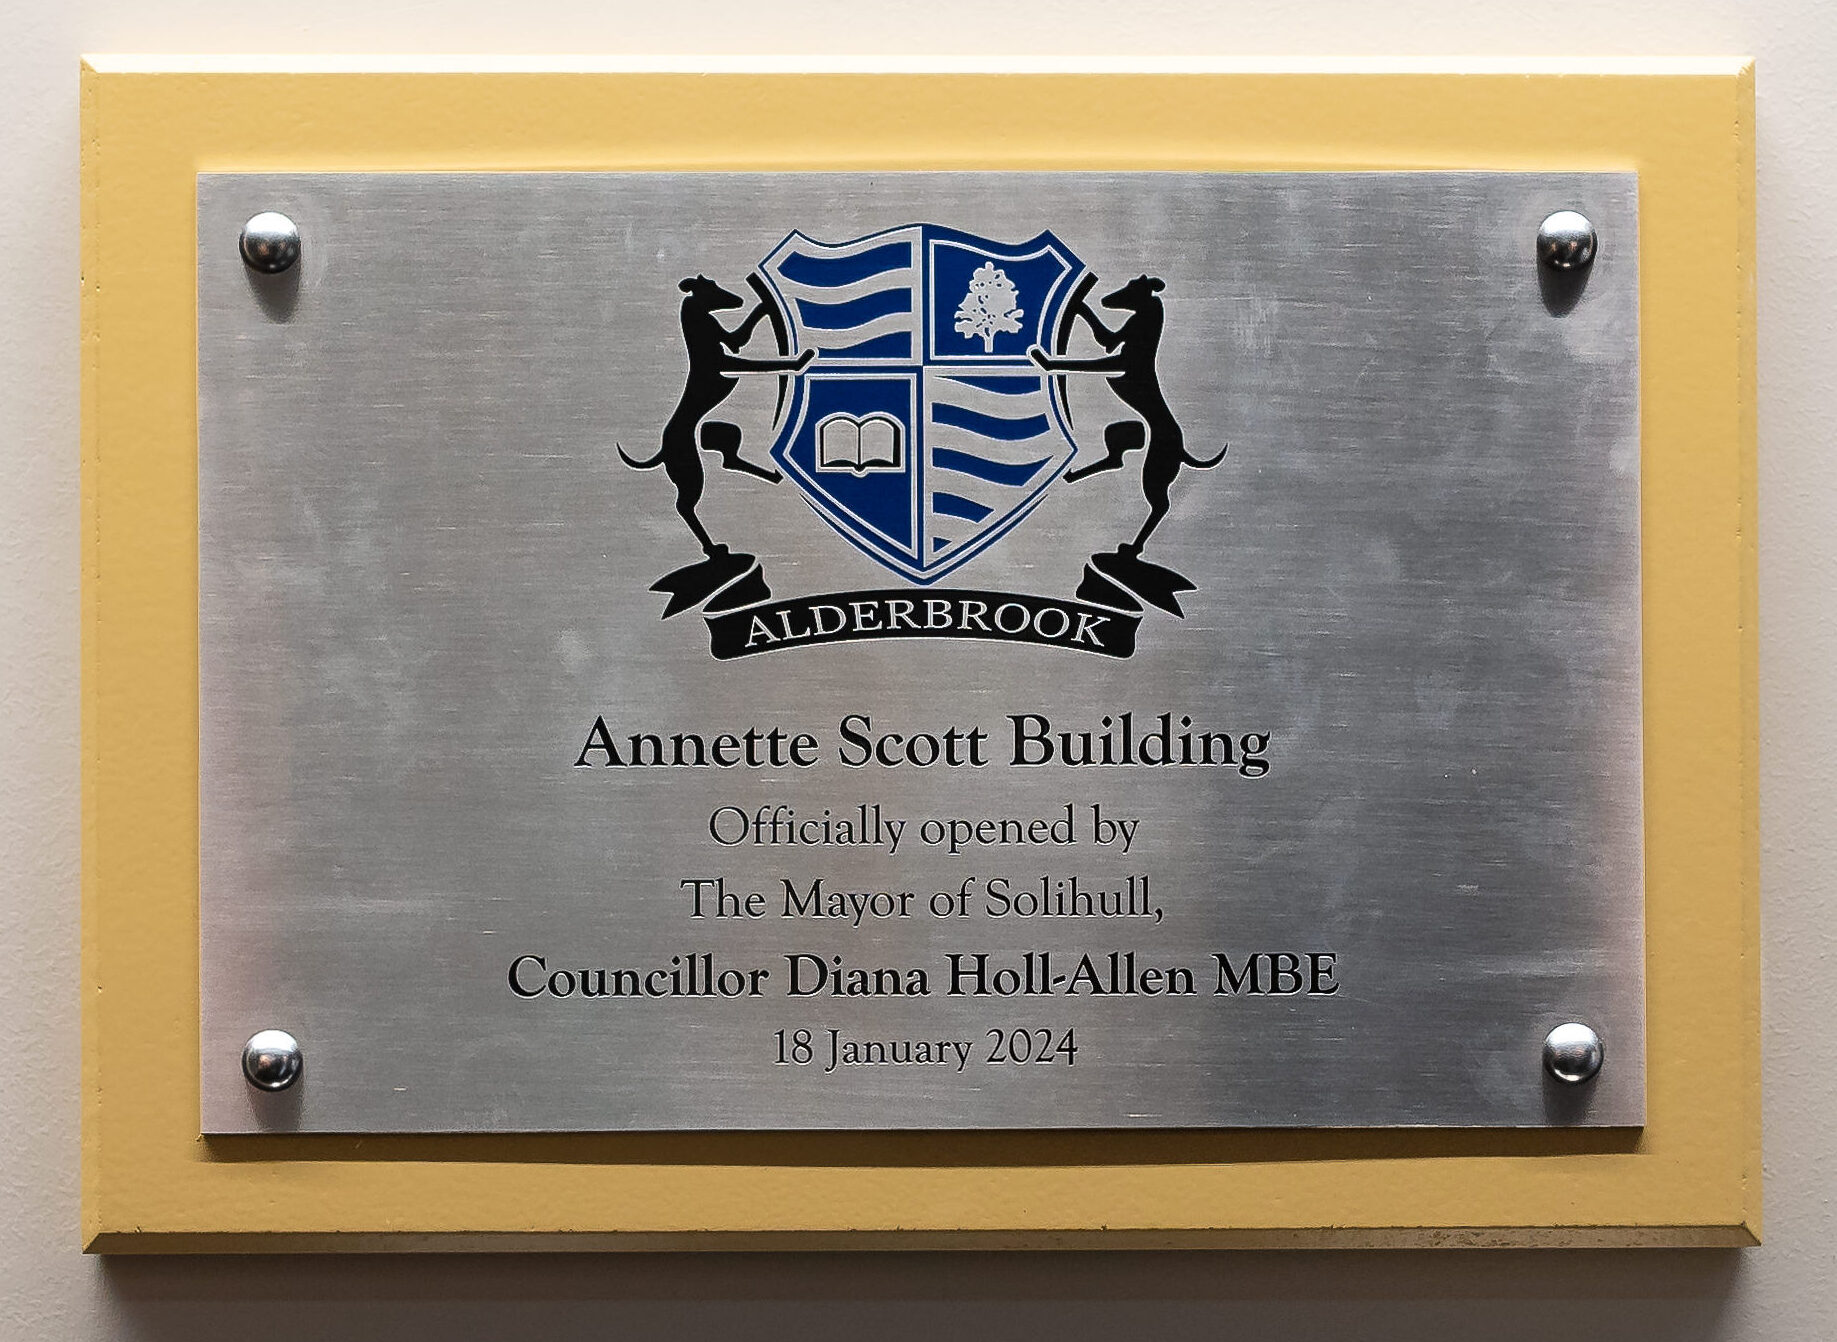 ALDERBROOK
Annette Scott Building
Officially opened by
The Mayor of Solihull,
Councillor Diana Holl-Allen MBE
18 January 2024